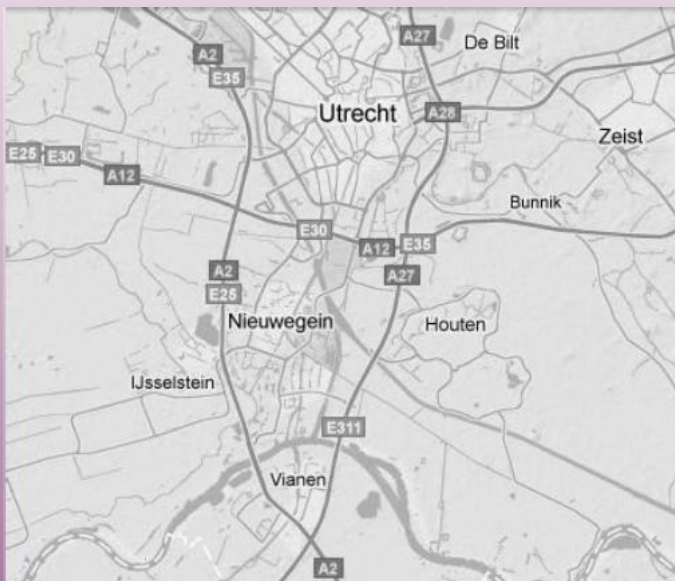 A27
De Bilt
A2
E35
Utrecht
A28
Zeist
E25 E30
A12
Bunnik
E30
A12 E35
A2
A27
E25
Nieuwegein
Houten
IJsselstein
E311
Vianen
A2